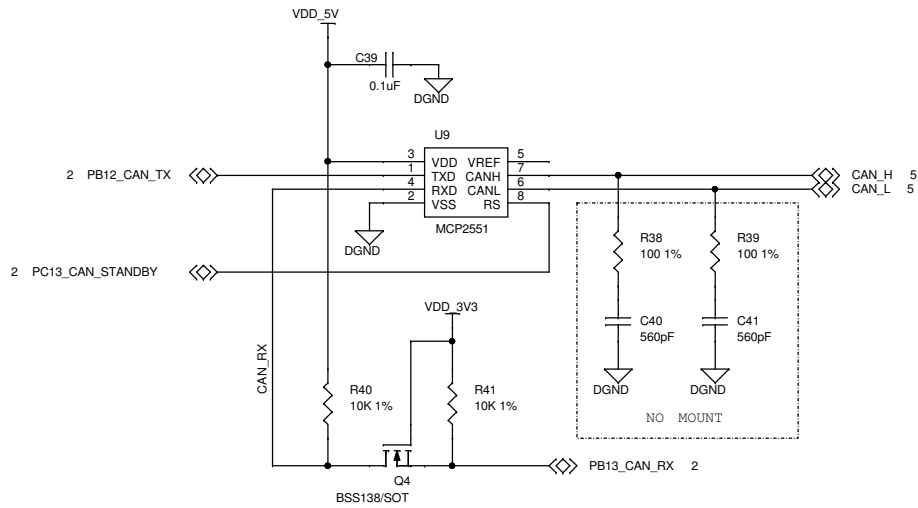 VDD_5V
C39
0.1uF
DGND
U9
3 VDD VREF 5
2 PB12_CAN_TX 1 TXD CANH 7 CAN_H 5
4 RXD CANL 6 CAN_L 5
2 VSS RS 8
MCP2551
DGND
R38
100 1%
R39
100 1%
2 PC13_CAN_STANDBY
VDD_3V3
C40
560pF
C41
560pF
CAN_RX
R40
10K 1%
R41
10K 1%
DGND
DGND
NO MOUNT
PB13_CAN_RX 2
Q4
BSS138/SOT